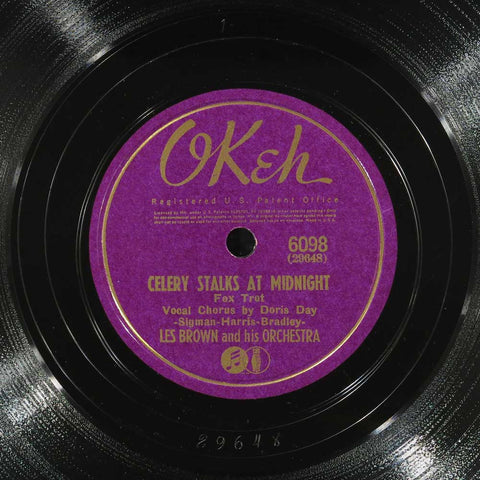 1
OKeh
Registered U.S. Patent Office.
6098
(29648)
CELERY STALKS AT MIDNIGHT
Fox Trot
Vocal Chorus by Doris Day
-Sigman-Harris-Bradley-
LES BROWN and his ORCHESTRA
29648